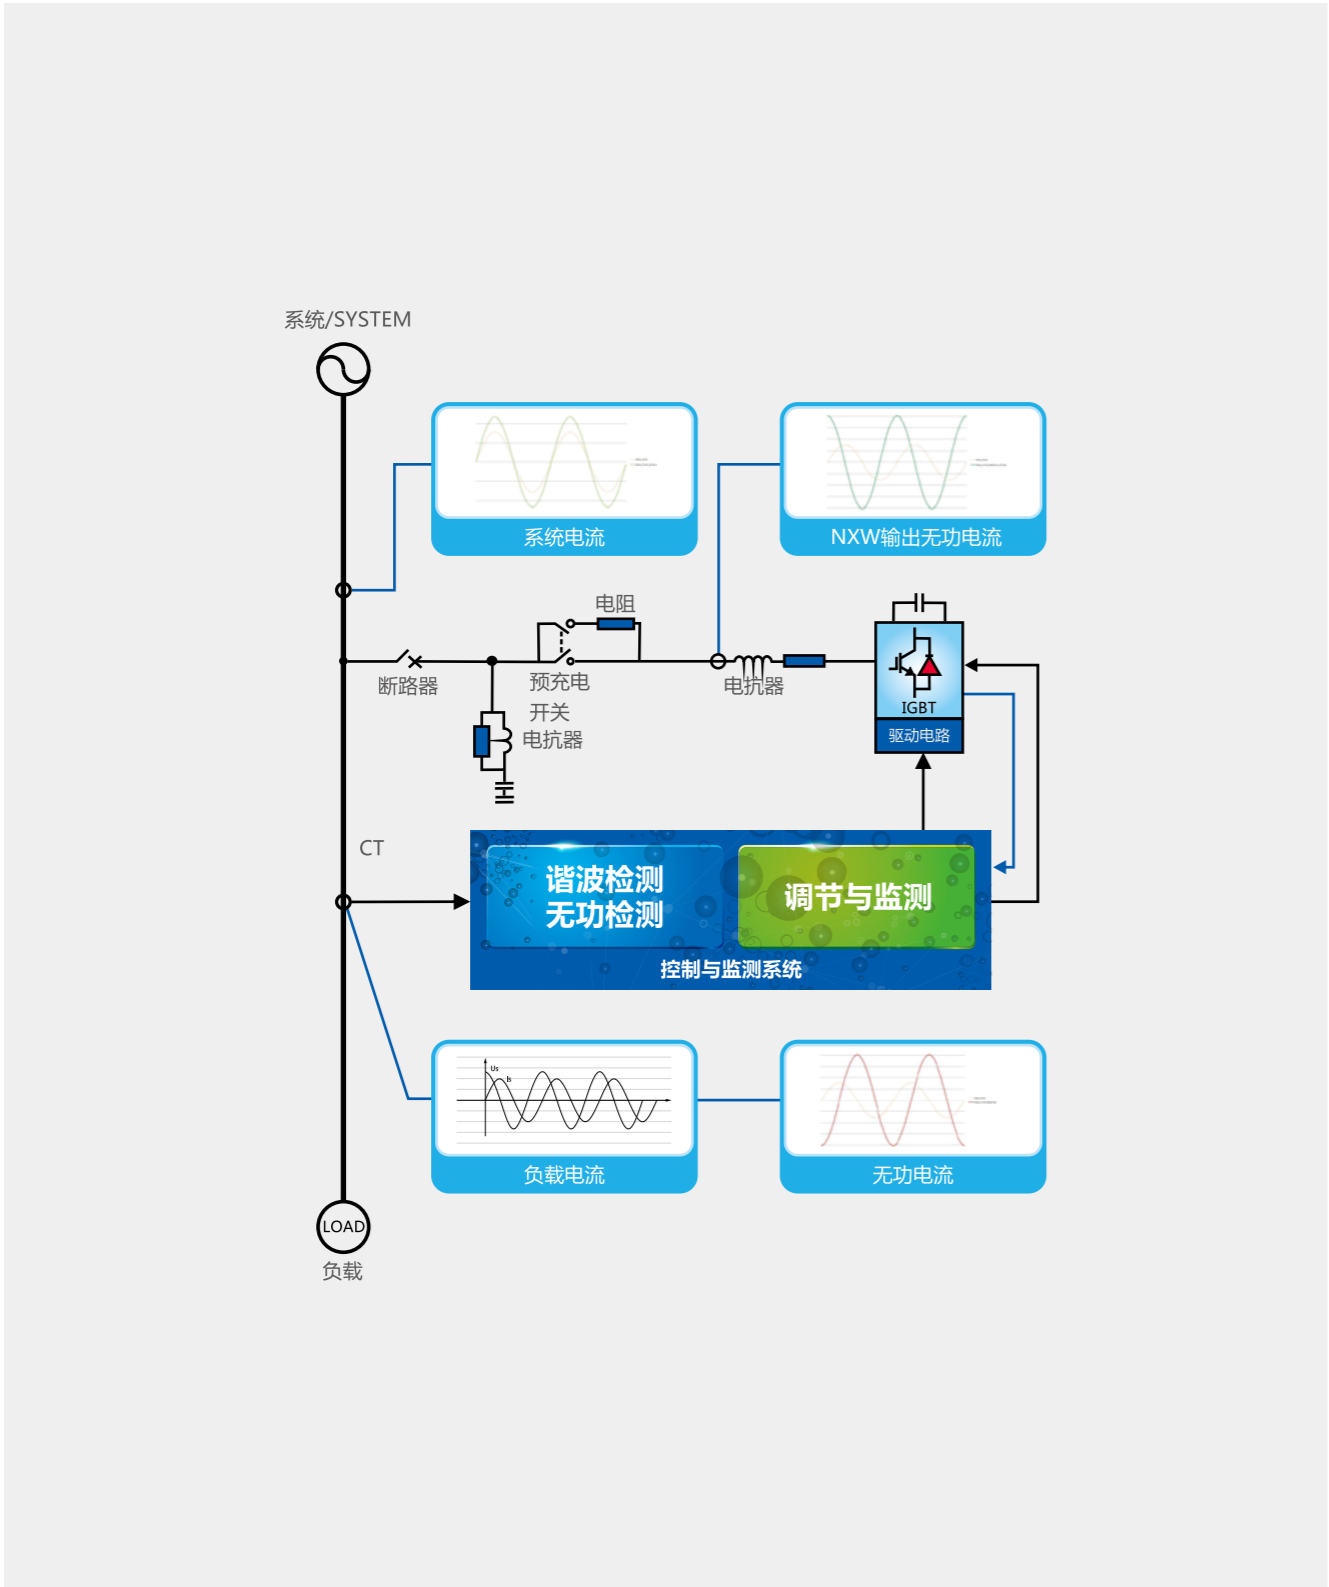 系统/SYSTEM
系统电流
NXW输出无功电流
电阻
断路器
预充电
开关
电抗器
电抗器
IGBT
驱动电路
CT
谐波检测
无功检测
调节与监测
控制与监测系统
Us
Is
负载电流
无功电流
LOAD
负载